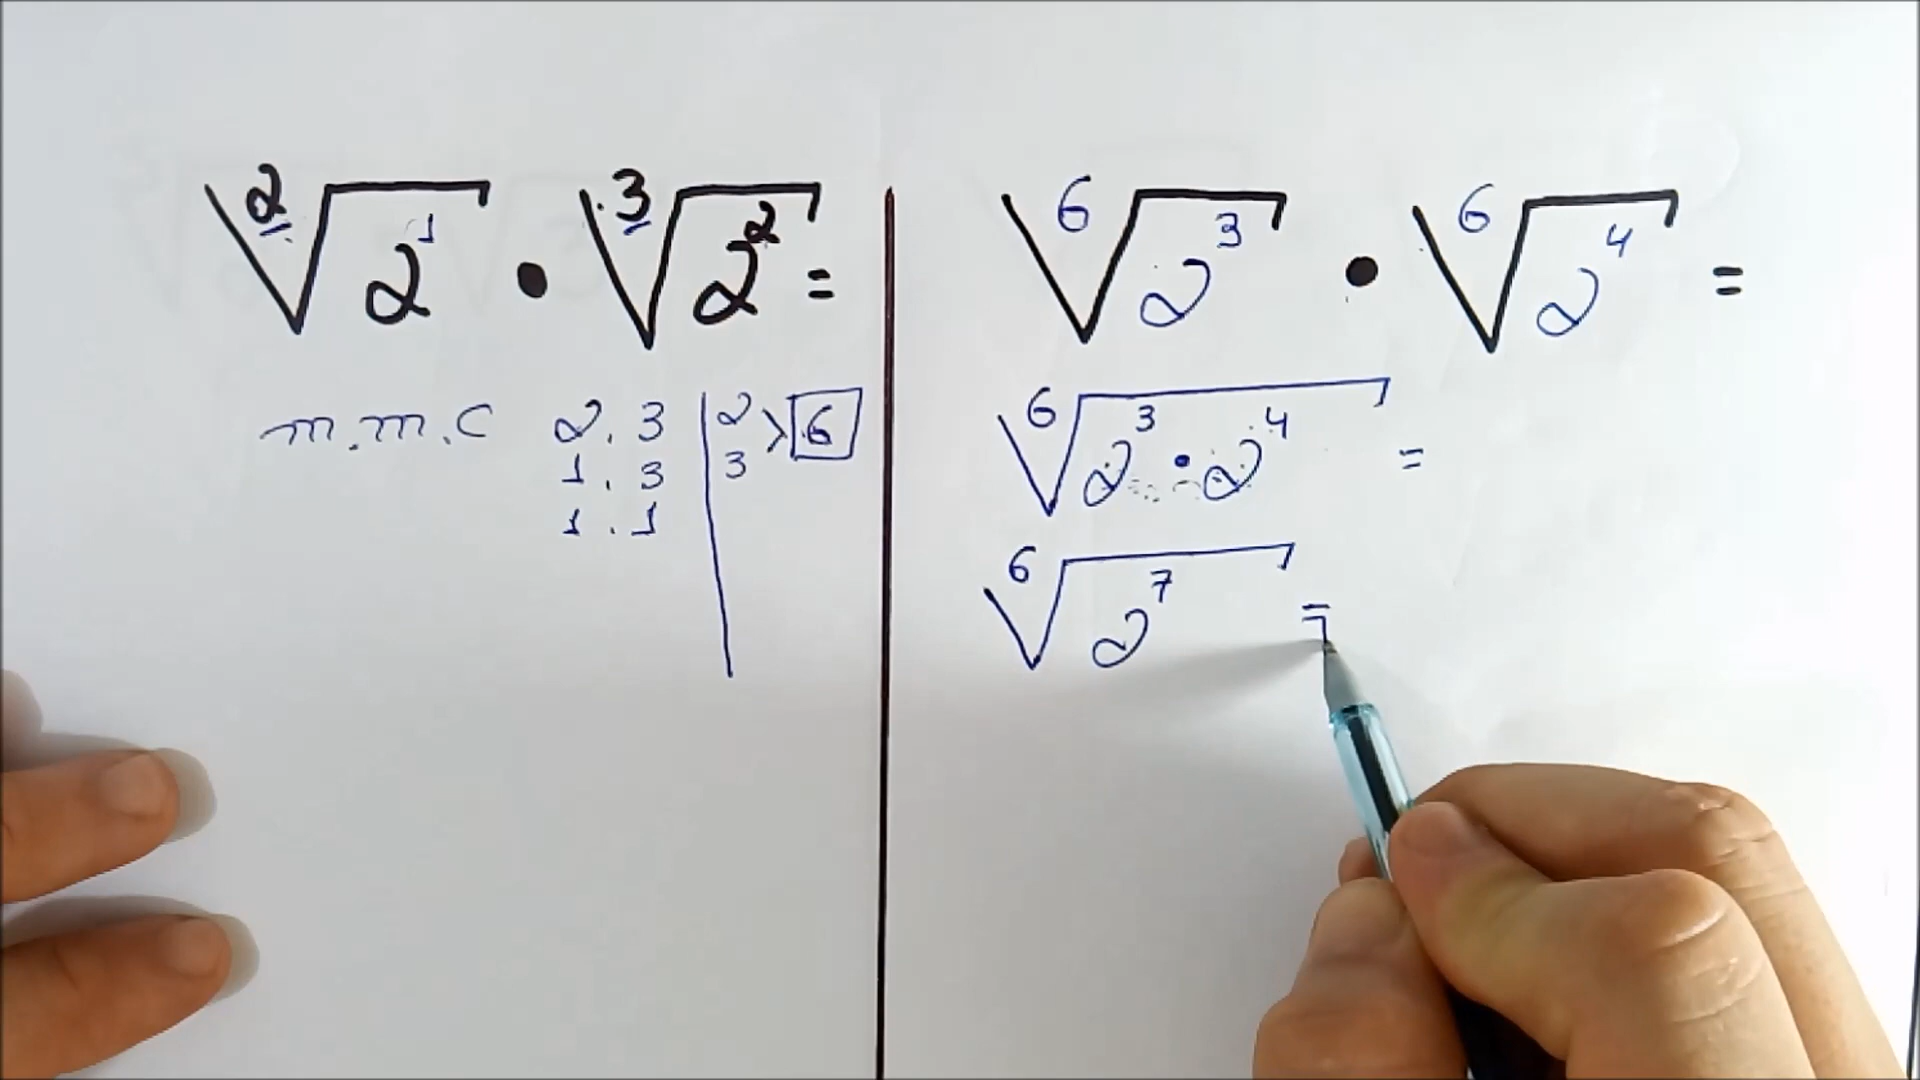 ²√2¹ • ³√2² =
m.m.c 2, 3 | 2 > 6
1, 3 | 3
1, 1 |
⁶√2³ • ⁶√2⁴ =
⁶√2³ • 2⁴ =
⁶√2⁷ =